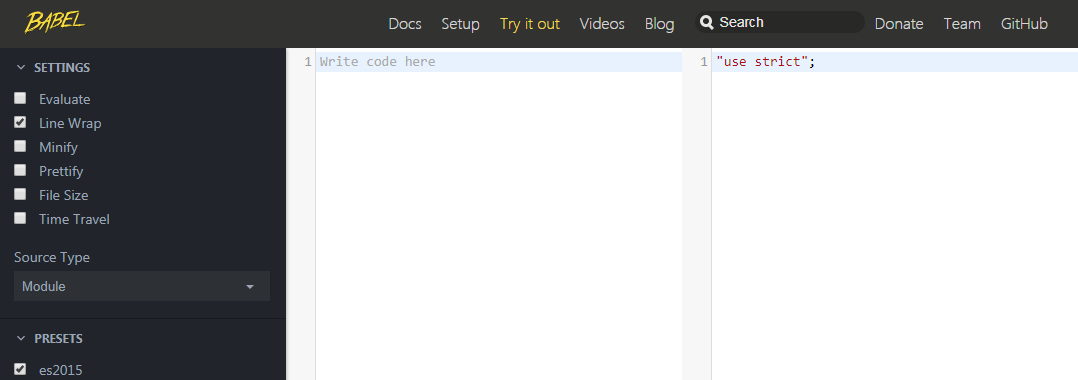 BABEL Docs Setup Try it out Videos Blog Search Donate Team GitHub
SETTINGS
Evaluate
Line Wrap
Minify
Prettify
File Size
Time Travel
Source Type
Module
PRESETS
es2015
1 Write code here
1 "use strict";